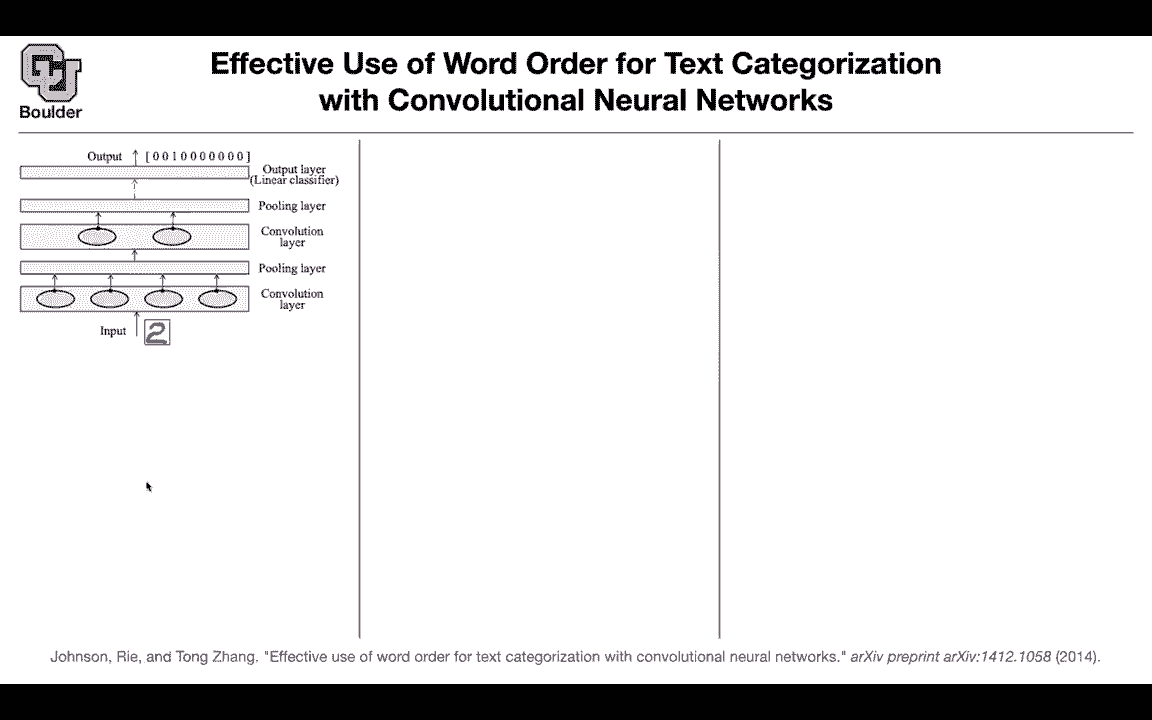 Effective Use of Word Order for Text Categorization
with Convolutional Neural Networks
Boulder
Output
[ 0 0 1 0 0 0 0 0 0 0 ]
Output layer
(Linear classifier)
Pooling layer
Convolution
layer
Pooling layer
Convolution
layer
Input
2
Johnson, Rie, and Tong Zhang. "Effective use of word order for text categorization with convolutional neural networks." arXiv preprint arXiv:1412.1058 (2014).